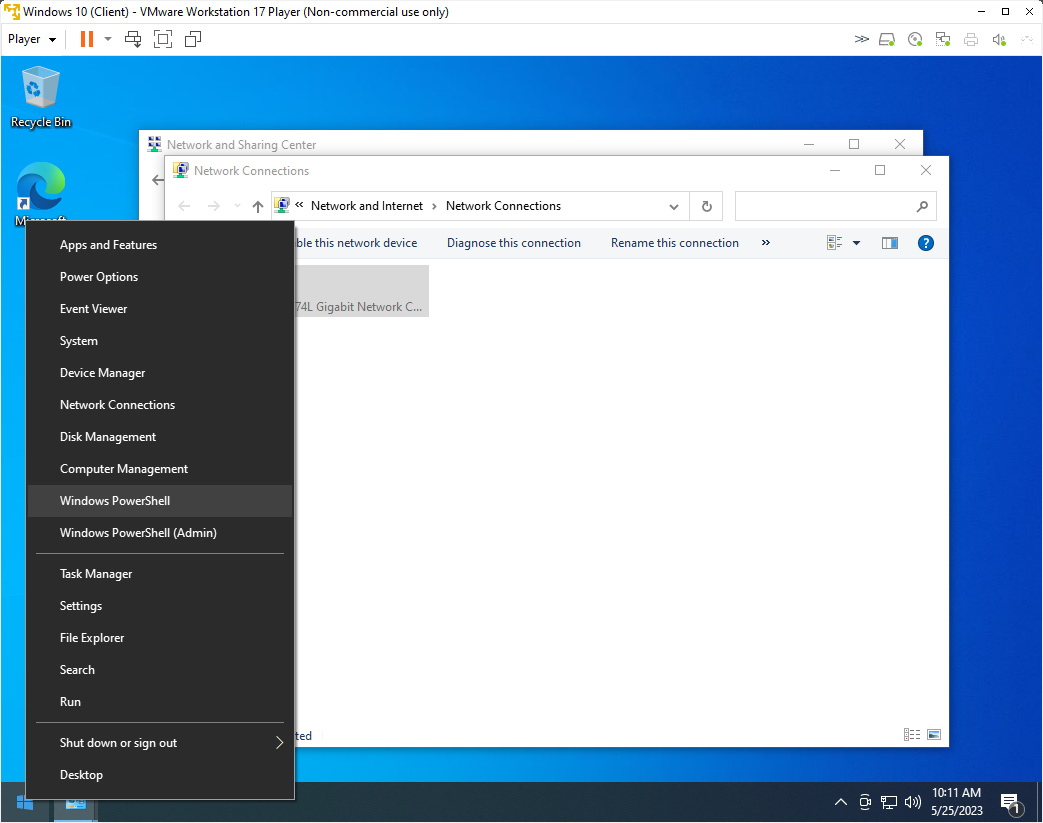 Windows 10 (Client) - VMware Workstation 17 Player (Non-commercial use only)
Player
Recycle Bin
Network and Sharing Center
Network Connections
« Network and Internet > Network Connections
ble this network device Diagnose this connection Rename this connection »
74L Gigabit Network C...
Apps and Features
Power Options
Event Viewer
System
Device Manager
Network Connections
Disk Management
Computer Management
Windows PowerShell
Windows PowerShell (Admin)
Task Manager
Settings
File Explorer
Search
Run
Shut down or sign out
Desktop
ted
10:11 AM
5/25/2023
1